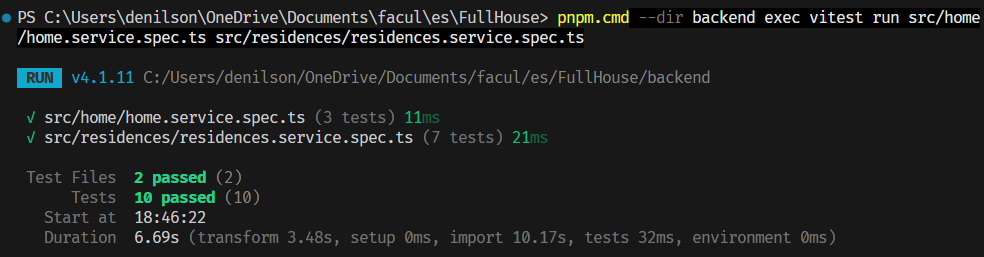 PS C:\Users\denilson\OneDrive\Documents\facul\es\FullHouse> pnpm.cmd --dir backend exec vitest run src/home
/home.service.spec.ts src/residences/residences.service.spec.ts
RUN v4.1.11 C:/Users/denilson/OneDrive/Documents/facul/es/FullHouse/backend
√ src/home/home.service.spec.ts (3 tests) 11ms
√ src/residences/residences.service.spec.ts (7 tests) 21ms
Test Files 2 passed (2)
Tests 10 passed (10)
Start at 18:46:22
Duration 6.69s (transform 3.48s, setup 0ms, import 10.17s, tests 32ms, environment 0ms)